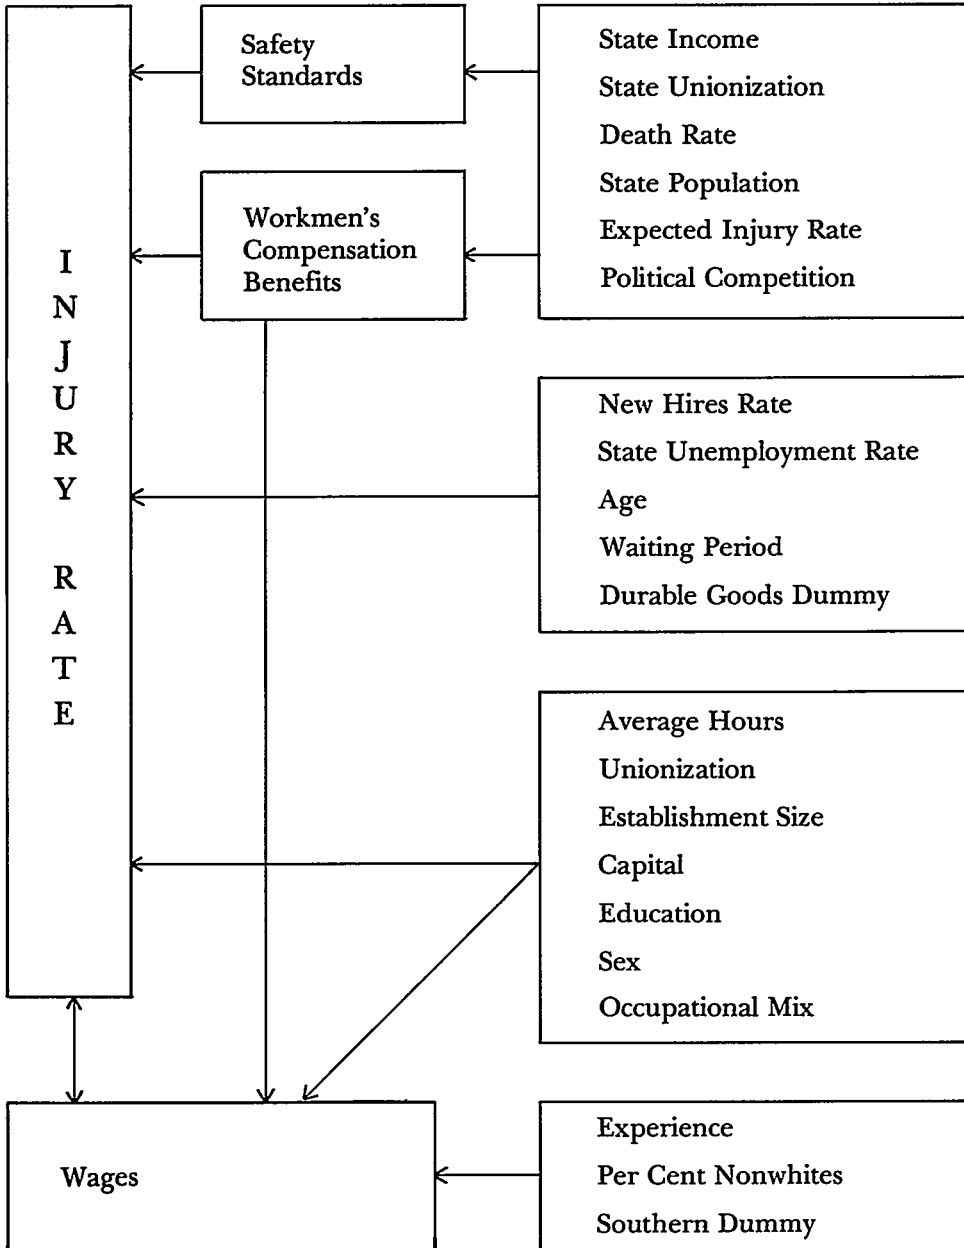 Safety
Standards
State Income
State Unionization
Death Rate
State Population
Expected Injury Rate
Political Competition
Workmen's
Compensation
Benefits
INJURY RATE
New Hires Rate
State Unemployment Rate
Age
Waiting Period
Durable Goods Dummy
Average Hours
Unionization
Establishment Size
Capital
Education
Sex
Occupational Mix
Wages
Experience
Per Cent Nonwhites
Southern Dummy